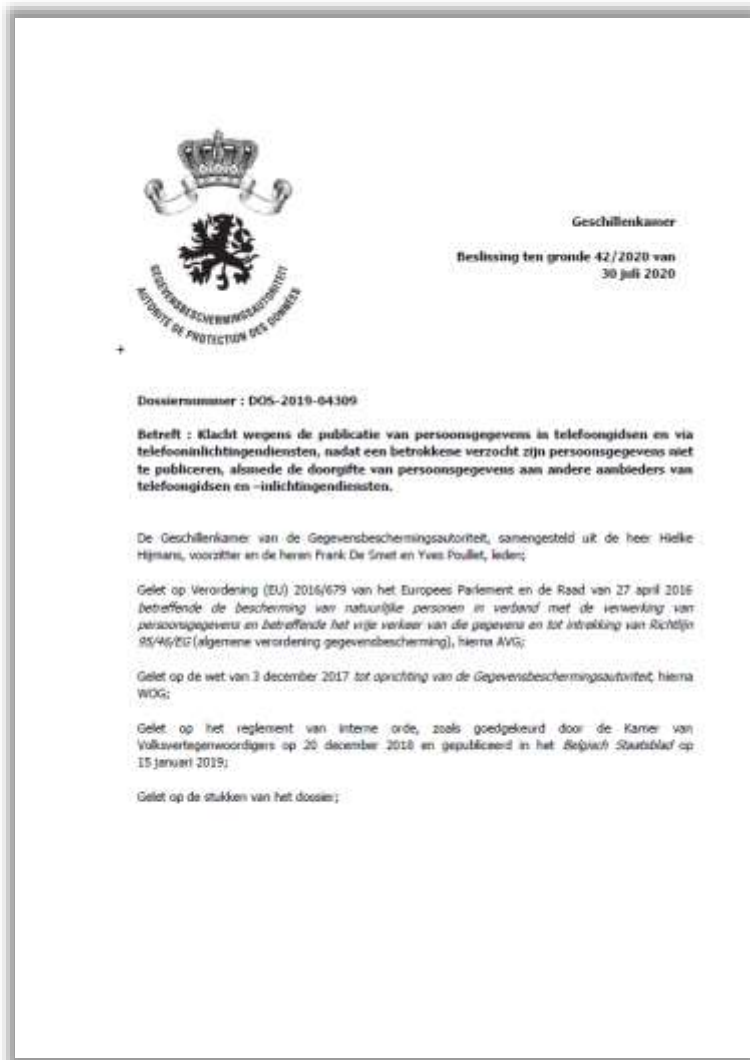 GEGEVENSBESCHERMINGSAUTORITEIT
AUTORITÉ DE PROTECTION DES DONNÉES
Geschillenkamer
Beslissing ten gronde 42/2020 van
30 juli 2020
+
Dossiernummer : DOS-2019-04309
Betreft : Klacht wegens de publicatie van persoonsgegevens in telefoongidsen en via
telefooninlichtingendiensten, nadat een betrokkene verzocht zijn persoonsgegevens niet
te publiceren, alsmede de doorgifte van persoonsgegevens aan andere aanbieders van
telefoongidsen en –inlichtingendiensten.
De Geschillenkamer van de Gegevensbeschermingsautoriteit, samengesteld uit de heer Hielke
Hijmans, voorzitter en de heren Frank De Smet en Yves Poullet, leden;
Gelet op Verordening (EU) 2016/679 van het Europees Parlement en de Raad van 27 april 2016
betreffende de bescherming van natuurlijke personen in verband met de verwerking van
persoonsgegevens en betreffende het vrije verkeer van die gegevens en tot intrekking van Richtlijn
95/46/EG (algemene verordening gegevensbescherming), hierna AVG;
Gelet op de wet van 3 december 2017 tot oprichting van de Gegevensbeschermingsautoriteit, hierna
WOG;
Gelet op het reglement van interne orde, zoals goedgekeurd door de Kamer van
Volksvertegenwoordigers op 20 december 2018 en gepubliceerd in het Belgisch Staatsblad op
15 januari 2019;
Gelet op de stukken van het dossier;